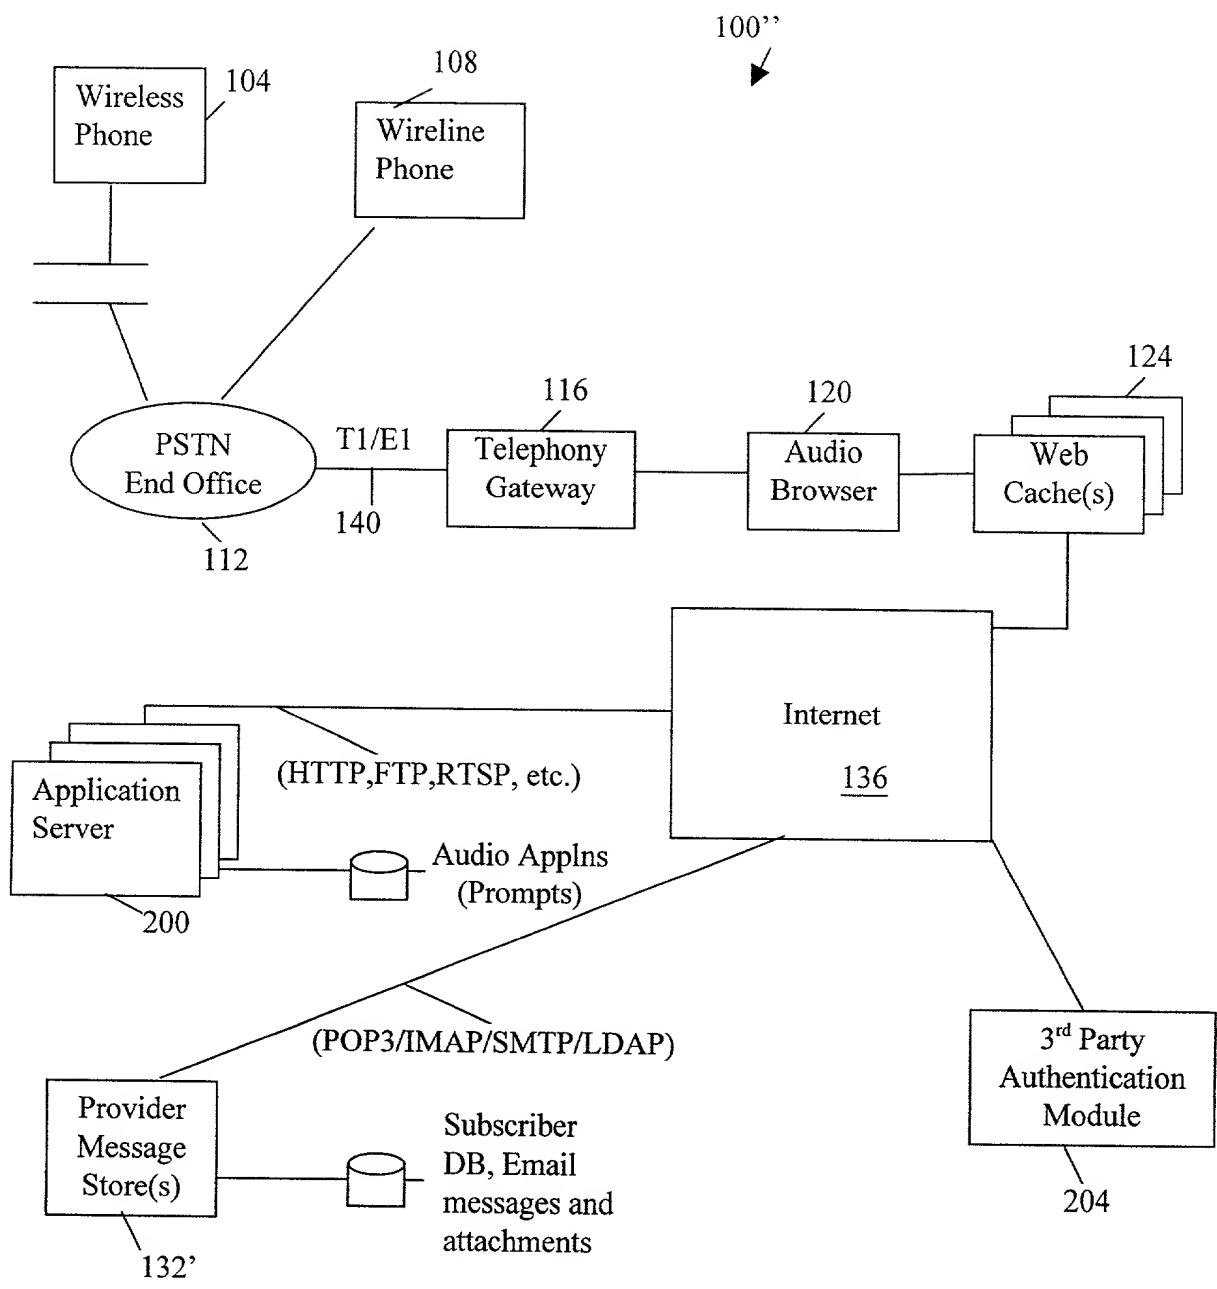 100’’
108
104
Wireless
Phone
Wireline
Phone
124
116
120
PSTN
End Office
T1/E1
140
112
Telephony
Gateway
Audio
Browser
Web
Cache(s)
Internet
136
(HTTP,FTP,RTSP, etc.)
Application
Server
200
Audio Applns
(Prompts)
(POP3/IMAP/SMTP/LDAP)
3rd Party
Authentication
Module
204
Provider
Message
Store(s)
132’
Subscriber
DB, Email
messages and
attachments